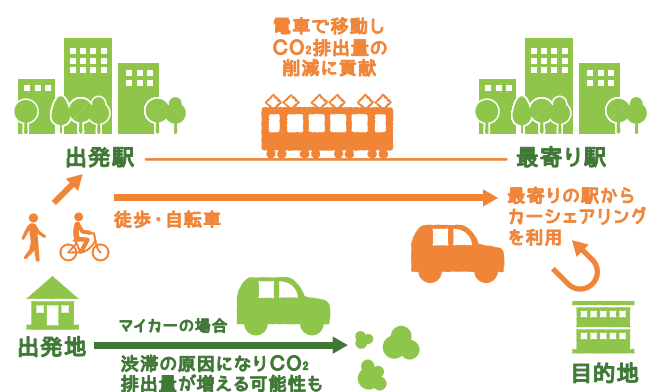 電車で移動し
CO₂排出量の
削減に貢献
出発駅
最寄り駅
徒歩・自転車
最寄りの駅から
カーシェアリング
を利用
出発地
マイカーの場合
渋滞の原因になりCO₂
排出量が増える可能性も
目的地